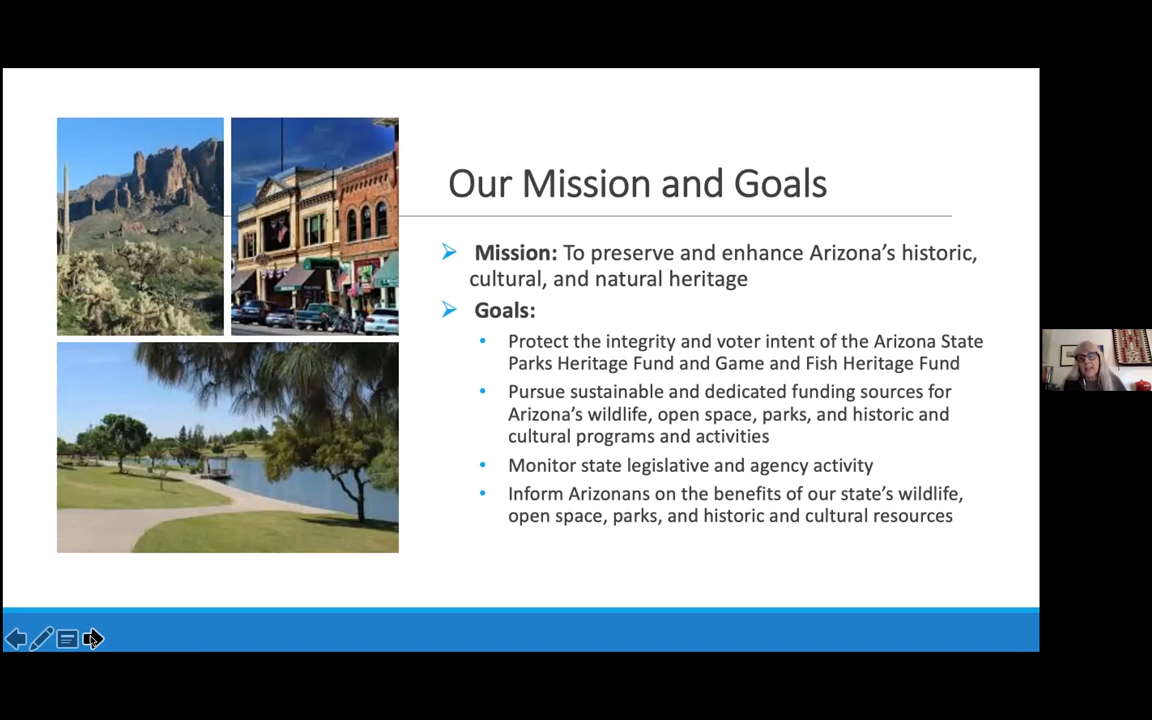 Our Mission and Goals
Mission: To preserve and enhance Arizona’s historic,
cultural, and natural heritage
Goals:
Protect the integrity and voter intent of the Arizona State
Parks Heritage Fund and Game and Fish Heritage Fund
Pursue sustainable and dedicated funding sources for
Arizona’s wildlife, open space, parks, and historic and
cultural programs and activities
Monitor state legislative and agency activity
Inform Arizonans on the benefits of our state’s wildlife,
open space, parks, and historic and cultural resources